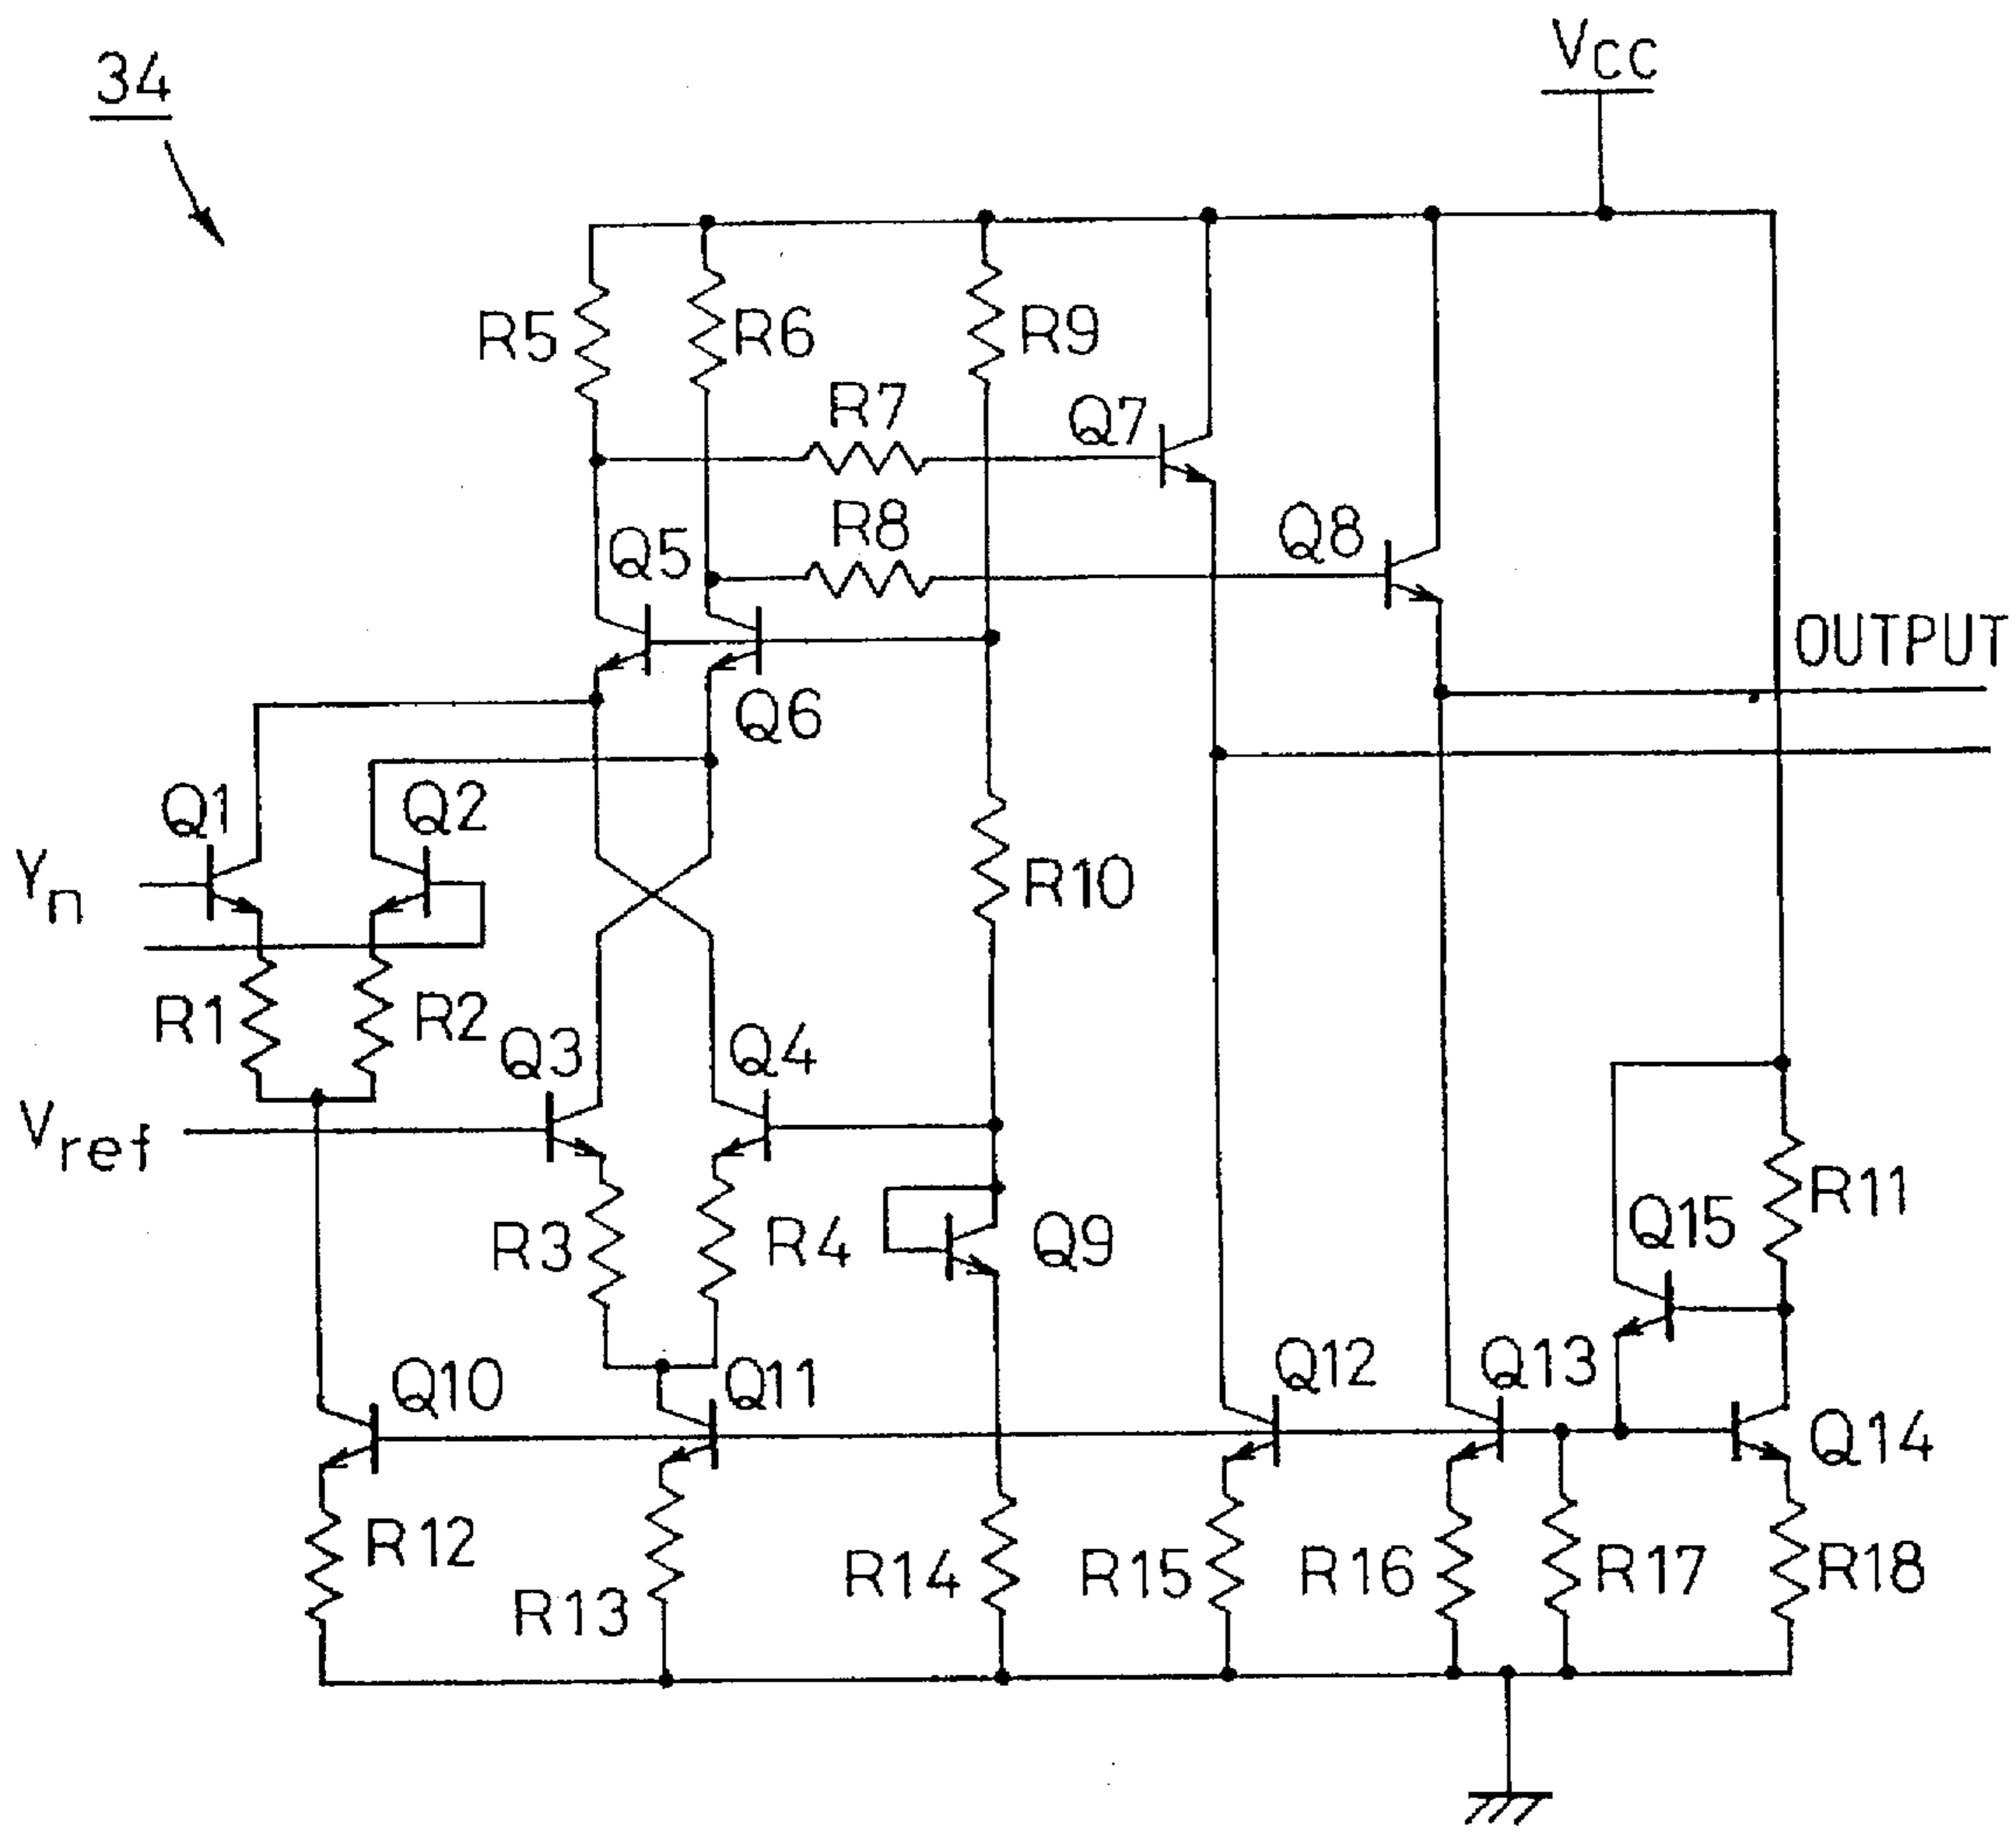 34
VCC
R5
R6
R9
R7
Q7
R8
Q5
Q8
OUTPUT
Q6
Q1
Q2
Yn
R10
R1
R2
Q3
Q4
Vref
R11
Q15
R3
R4
Q9
Q10
Q11
Q12
Q13
Q14
R12
R13
R14
R15
R16
R17
R18